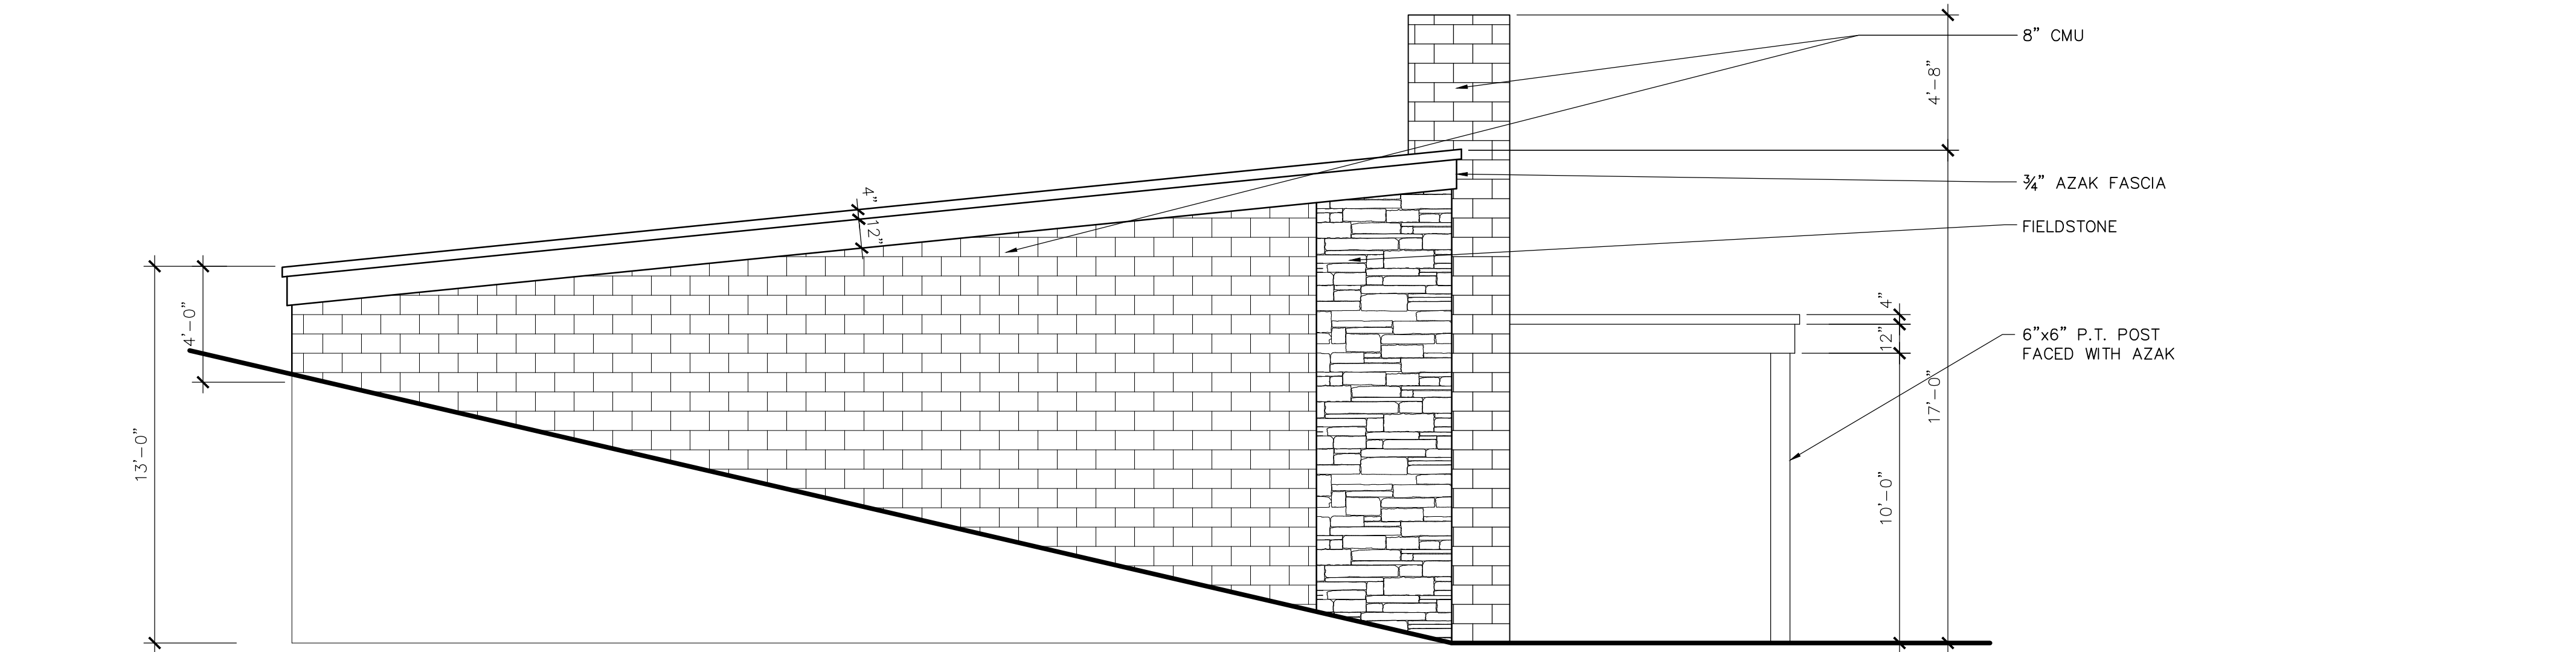 8" CMU
4'-8"
¾" AZAK FASCIA
4"
12"
FIELDSTONE
4'-0"
4"
12"
6"x6" P.T. POST
FACED WITH AZAK
17'-0"
13'-0"
10'-0"